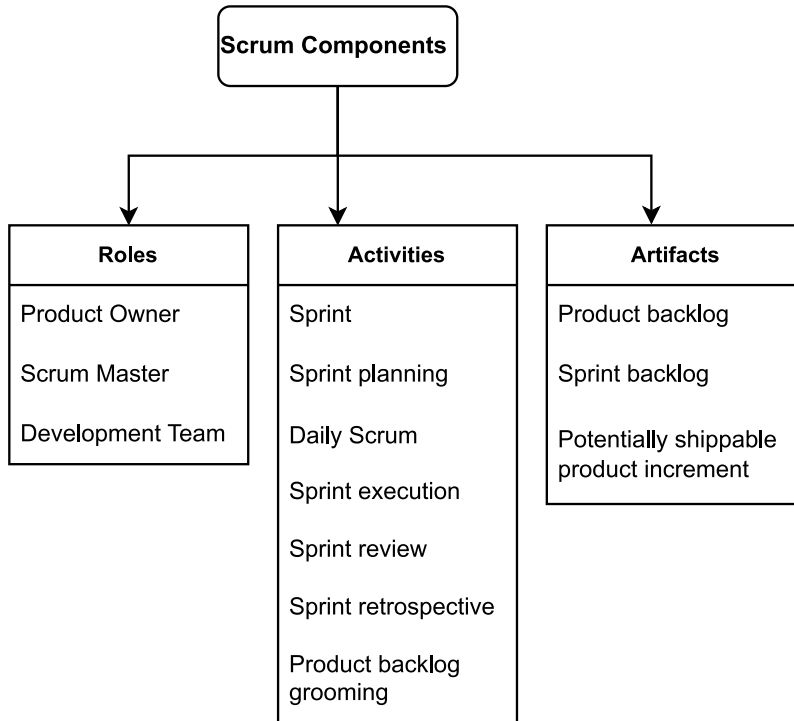 Scrum Components
Roles
Product Owner
Scrum Master
Development Team
Activities
Sprint
Sprint planning
Daily Scrum
Sprint execution
Sprint review
Sprint retrospective
Product backlog
grooming
Artifacts
Product backlog
Sprint backlog
Potentially shippable
product increment